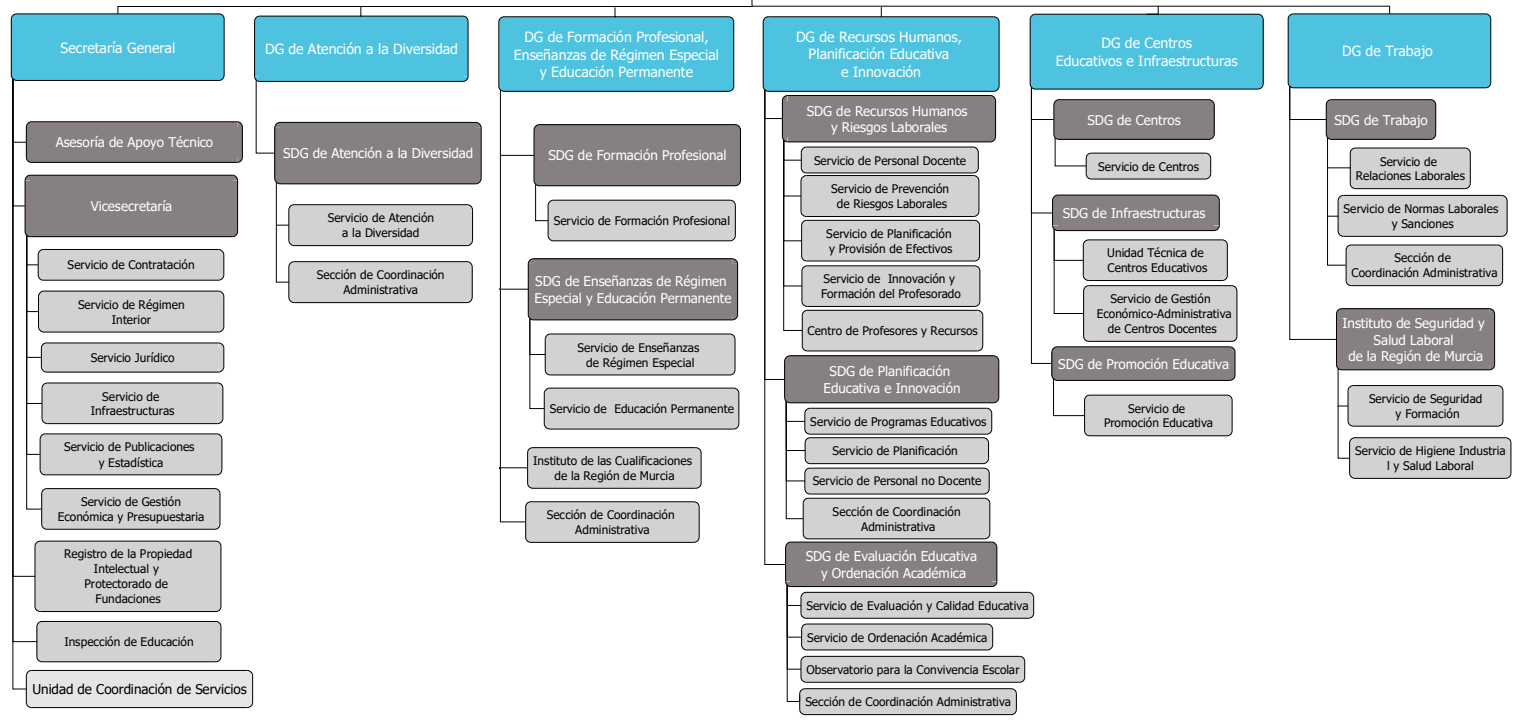 Secretaría General
Asesoría de Apoyo Técnico
Vicesecretaría
Servicio de Contratación
Servicio de Régimen
Interior
Servicio Jurídico
Servicio de
Infraestructuras
Servicio de Publicaciones
y Estadística
Servicio de Gestión
Económica y Presupuestaria
Registro de la Propiedad
Intelectual y
Protectorado de
Fundaciones
Inspección de Educación
Unidad de Coordinación de Servicios
DG de Atención a la Diversidad
SDG de Atención a la Diversidad
Servicio de Atención
a la Diversidad
Sección de Coordinación
Administrativa
DG de Formación Profesional,
Enseñanzas de Régimen Especial
y Educación Permanente
SDG de Formación Profesional
Servicio de Formación Profesional
SDG de Enseñanzas de Régimen
Especial y Educación Permanente
Servicio de Enseñanzas
de Régimen Especial
Servicio de Educación Permanente
Instituto de las Cualificaciones
de la Región de Murcia
Sección de Coordinación
Administrativa
DG de Recursos Humanos,
Planificación Educativa
e Innovación
SDG de Recursos Humanos
y Riesgos Laborales
Servicio de Personal Docente
Servicio de Prevención
de Riesgos Laborales
Servicio de Planificación
y Provisión de Efectivos
Servicio de Innovación y
Formación del Profesorado
Centro de Profesores y Recursos
SDG de Planificación
Educativa e Innovación
Servicio de Programas Educativos
Servicio de Planificación
Servicio de Personal no Docente
Sección de Coordinación
Administrativa
SDG de Evaluación Educativa
y Ordenación Académica
Servicio de Evaluación y Calidad Educativa
Servicio de Ordenación Académica
Observatorio para la Convivencia Escolar
Sección de Coordinación Administrativa
DG de Centros
Educativos e Infraestructuras
SDG de Centros
Servicio de Centros
SDG de Infraestructuras
Unidad Técnica de
Centros Educativos
Servicio de Gestión
Económico-Administrativa
de Centros Docentes
SDG de Promoción Educativa
Servicio de
Promoción Educativa
DG de Trabajo
SDG de Trabajo
Servicio de
Relaciones Laborales
Servicio de Normas Laborales
y Sanciones
Sección de
Coordinación Administrativa
Instituto de Seguridad y
Salud Laboral
de la Región de Murcia
Servicio de Seguridad
y Formación
Servicio de Higiene Industria
l y Salud Laboral